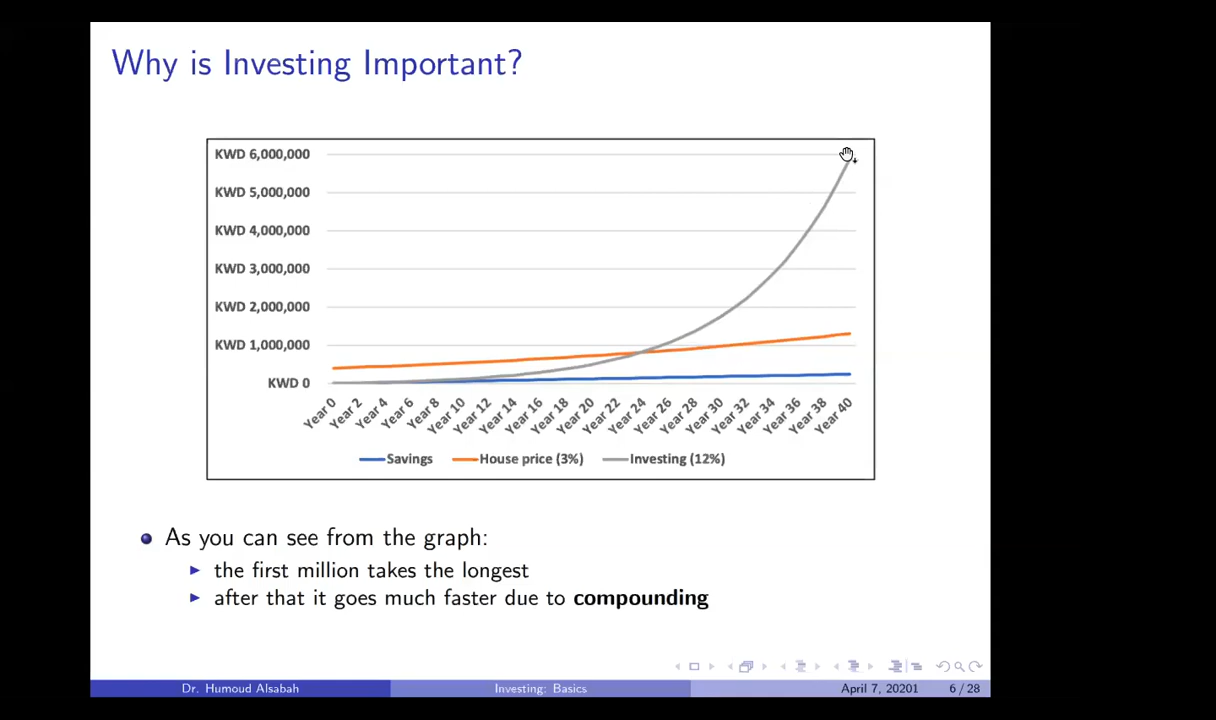 Why is Investing Important?
KWD 6,000,000
KWD 5,000,000
KWD 4,000,000
KWD 3,000,000
KWD 2,000,000
KWD 1,000,000
KWD 0
Year 0 Year 2 Year 4 Year 6 Year 8 Year 10 Year 12 Year 14 Year 16 Year 18 Year 20 Year 22 Year 24 Year 26 Year 28 Year 30 Year 32 Year 34 Year 36 Year 38 Year 40
Savings House price (3%) Investing (12%)
As you can see from the graph:
the first million takes the longest
after that it goes much faster due to compounding
Dr. Humoud Alsabah Investing: Basics April 7, 20201 6 / 28